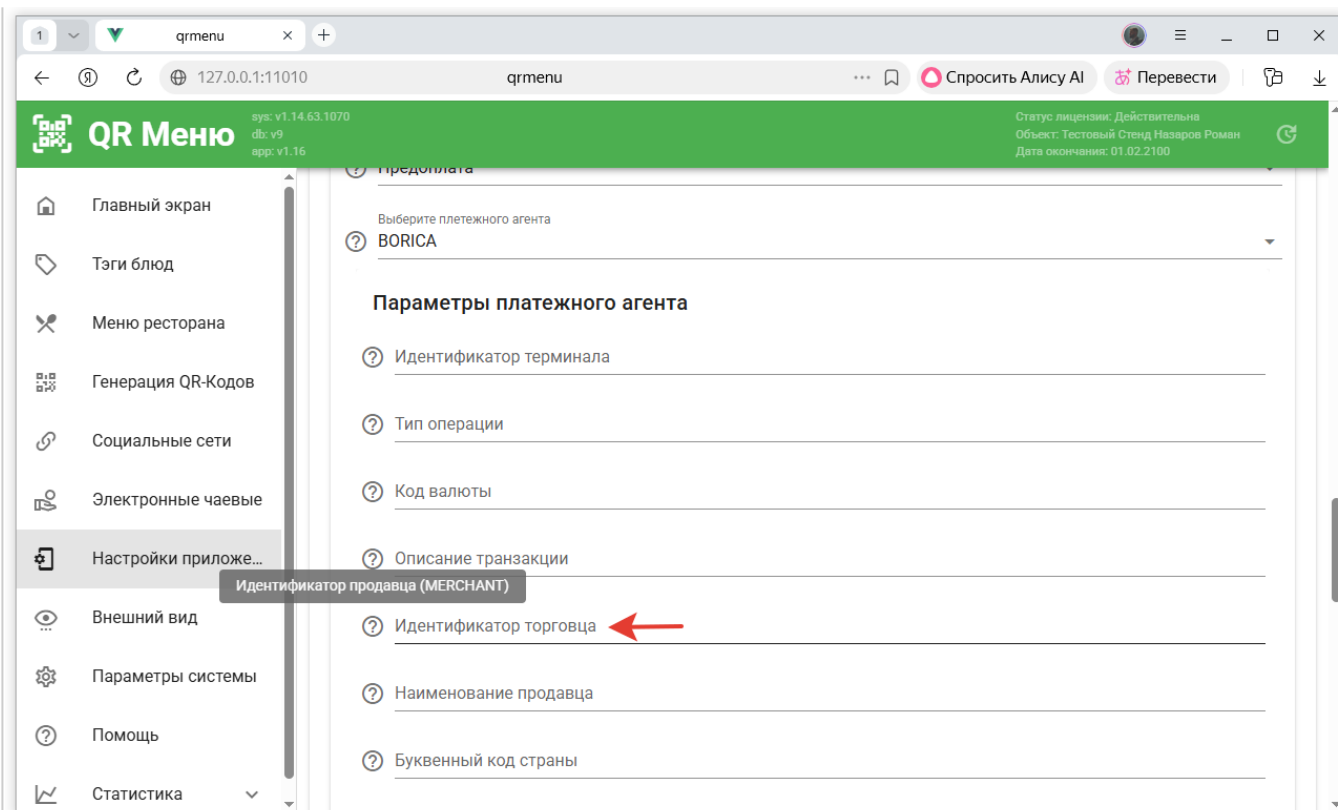 1
qrmenu
127.0.0.1:11010
qrmenu
Спросить Алису AI
Перевести
QR Меню
sys: v1.14.63.1070
db: v9
app: v1.16
Статус лицензии: Действительна
Объект: Тестовый Стенд Назаров Роман
Дата окончания: 01.02.2100
Главный экран
Тэги блюд
Меню ресторана
Генерация QR-Кодов
Социальные сети
Электронные чаевые
Настройки приложе...
Внешний вид
Параметры системы
Помощь
Статистика
Предоплата
Выберите плетежного агента
BORICA
Параметры платежного агента
Идентификатор терминала
Тип операции
Код валюты
Описание транзакции
Идентификатор продавца (MERCHANT)
Идентификатор торговца
Наименование продавца
Буквенный код страны